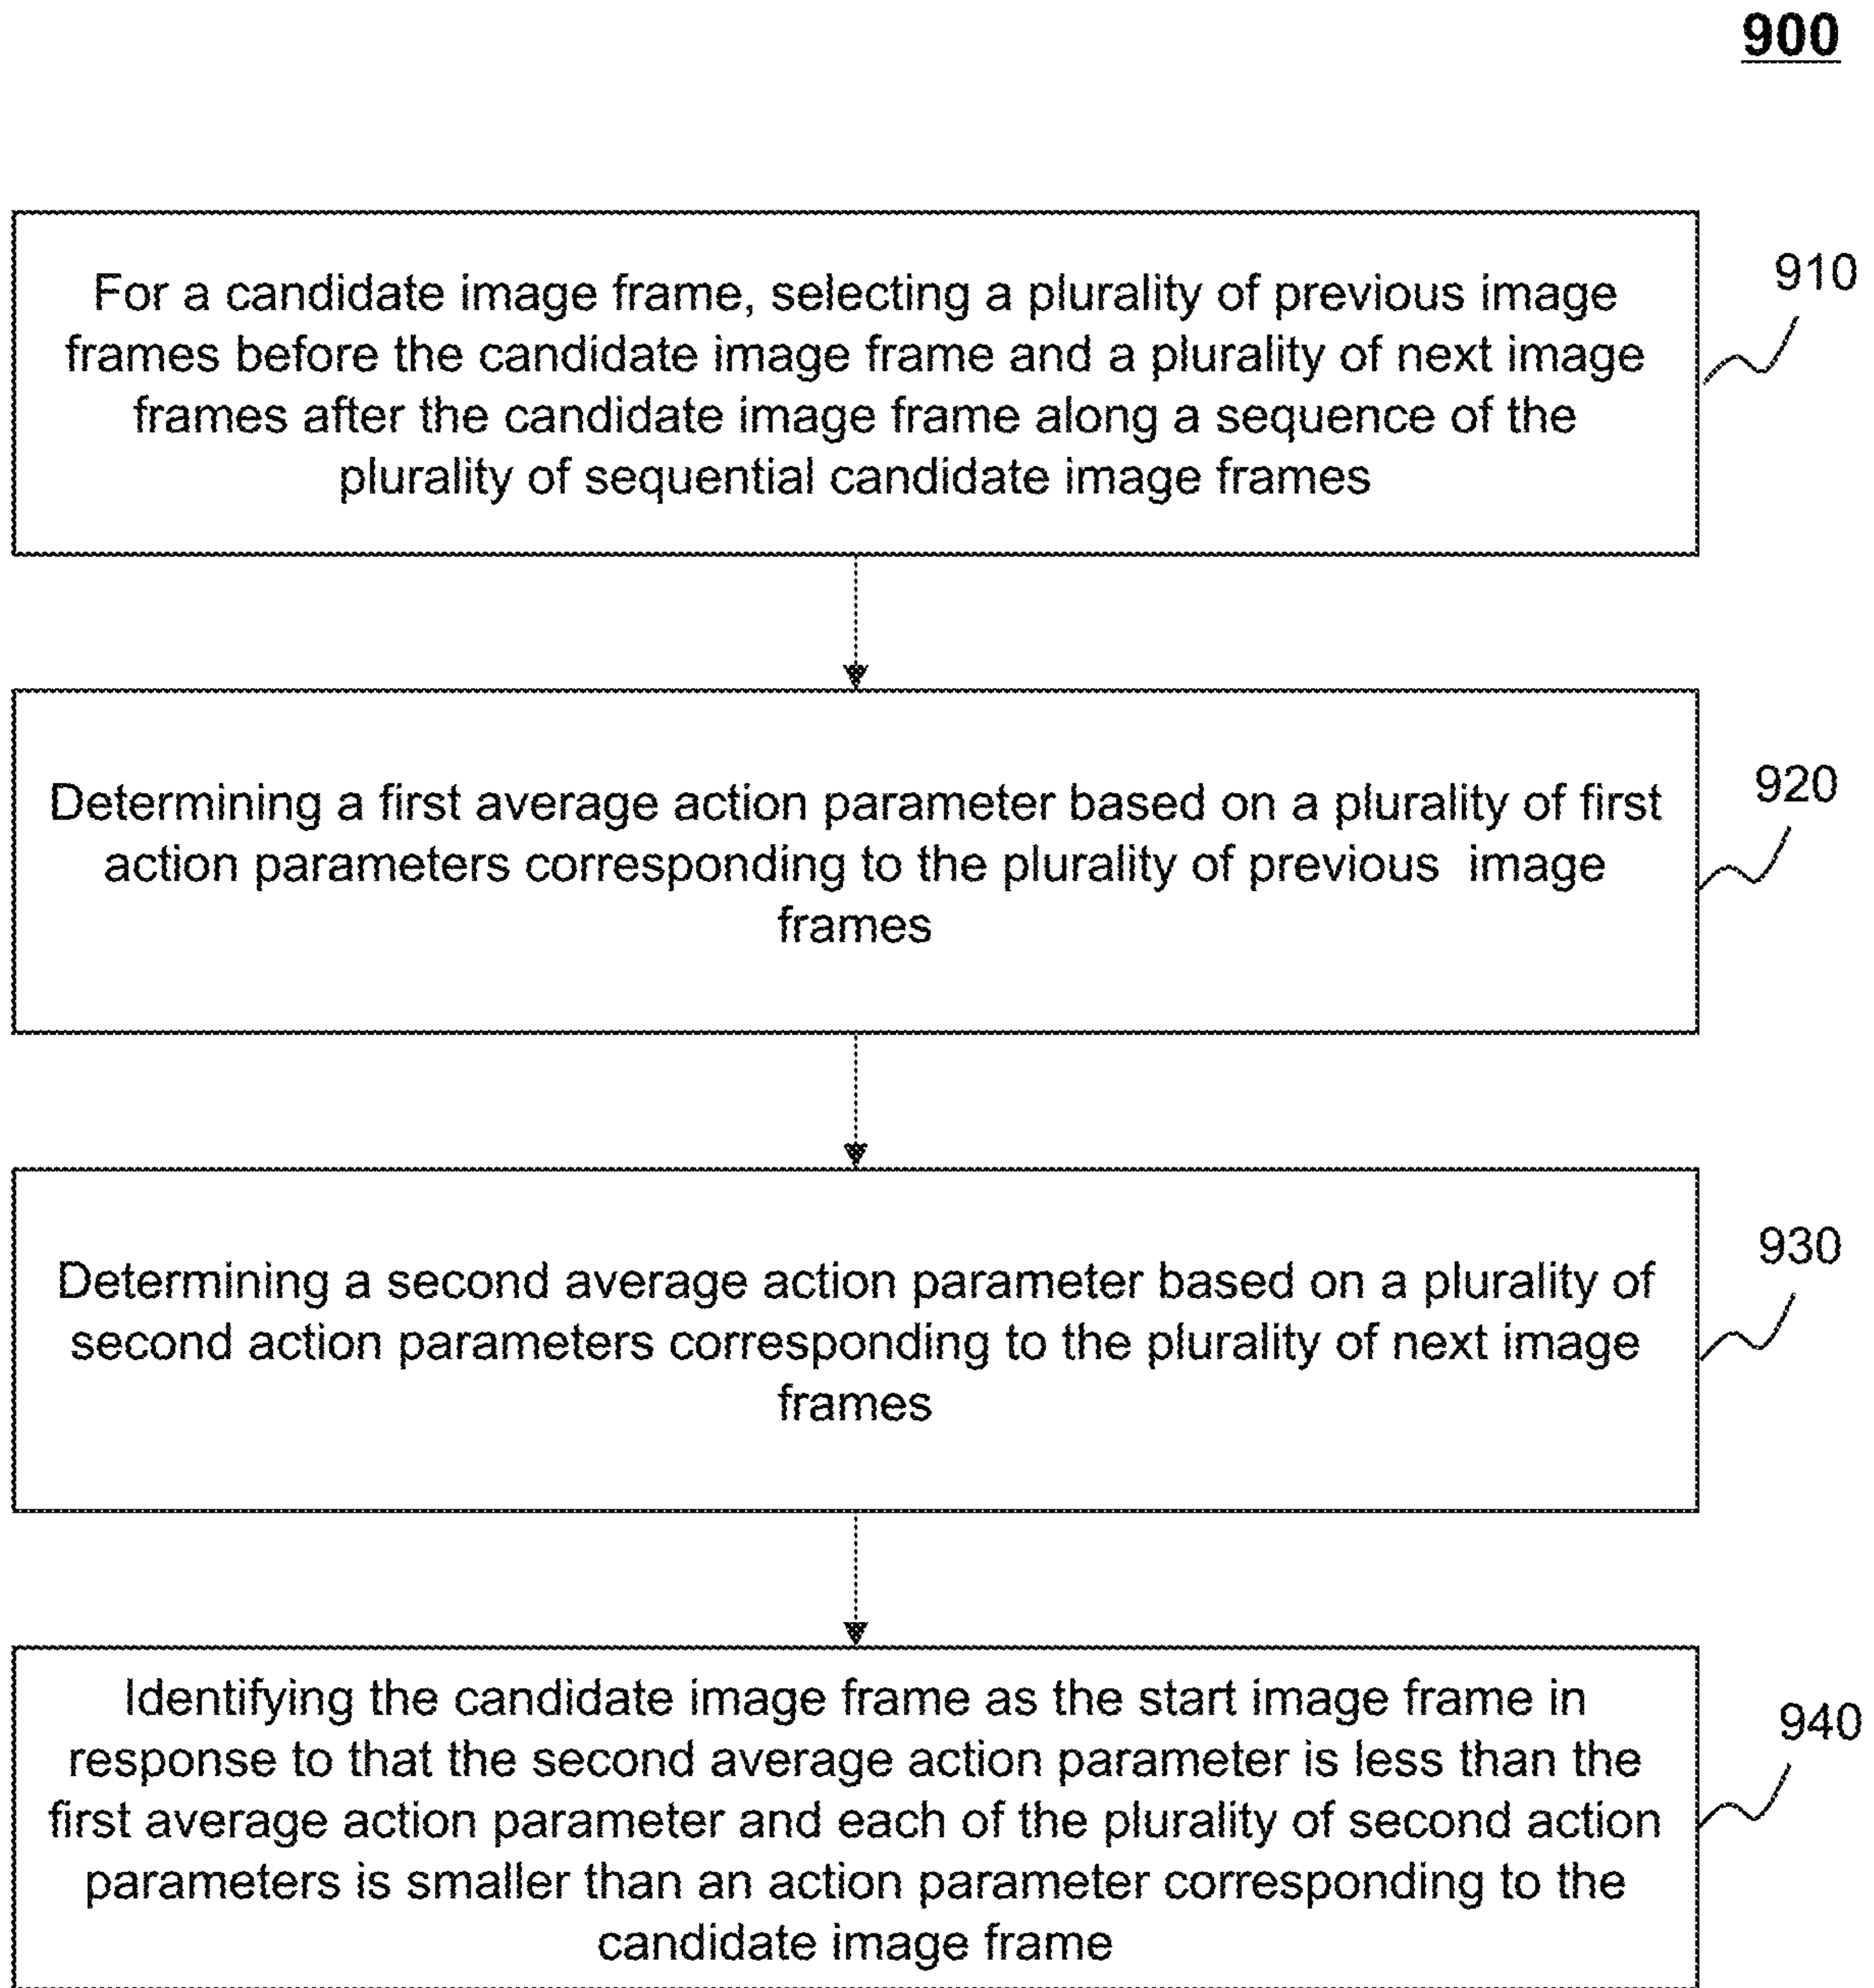 900
For a candidate image frame, selecting a plurality of previous image
frames before the candidate image frame and a plurality of next image
frames after the candidate image frame along a sequence of the
plurality of sequential candidate image frames
910
Determining a first average action parameter based on a plurality of first
action parameters corresponding to the plurality of previous image
frames
920
Determining a second average action parameter based on a plurality of
second action parameters corresponding to the plurality of next image
frames
930
Identifying the candidate image frame as the start image frame in
response to that the second average action parameter is less than the
first average action parameter and each of the plurality of second action
parameters is smaller than an action parameter corresponding to the
candidate image frame
940